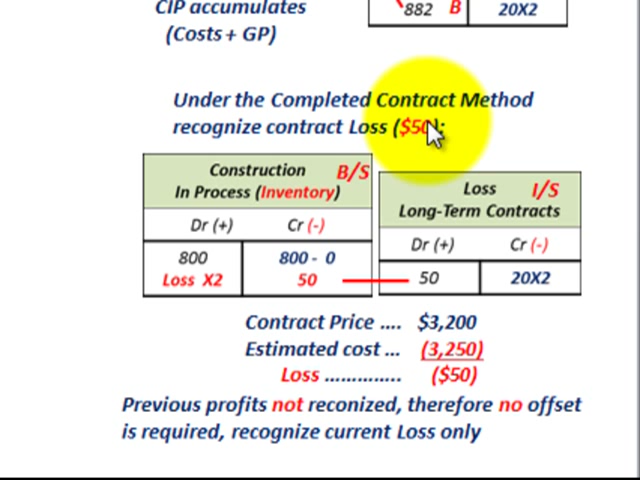 CIP accumulates
(Costs + GP)
882 B 20X2
Under the Completed Contract Method
recognize contract Loss ($50):
Construction B/S
In Process (Inventory)
Dr (+) Cr (-)
800 800 - 0
Loss X2 50
Loss I/S
Long-Term Contracts
Dr (+) Cr (-)
50 20X2
Contract Price .... $3,200
Estimated cost ... (3,250)
Loss .............. ($50)
Previous profits not reconized, therefore no offset
is required, recognize current Loss only